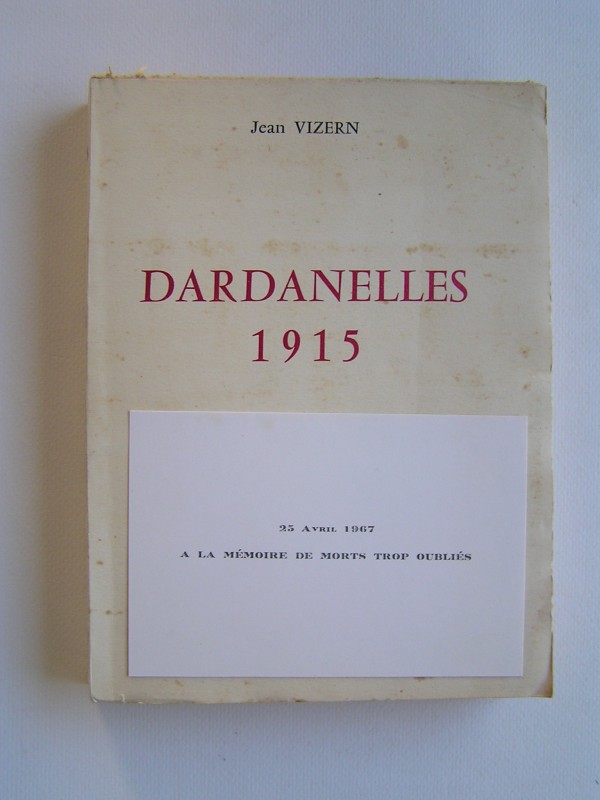 Jean VIZERN
DARDANELLES
1915
25 Avril 1967
A LA MÉMOIRE DE MORTS TROP OUBLIÉS